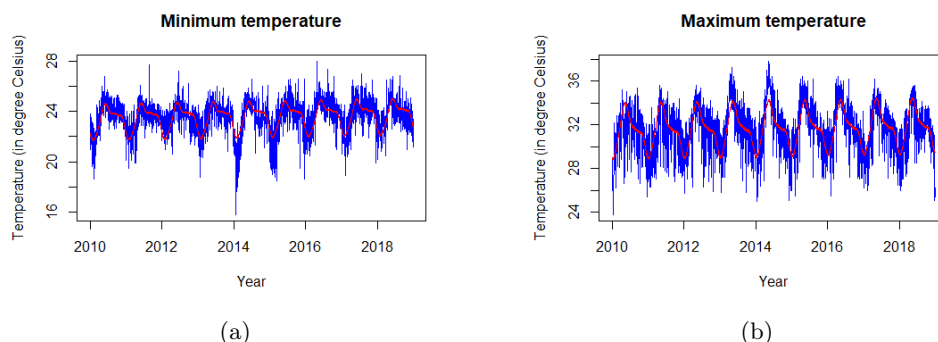 Minimum temperature
Temperature (in degree Celsius)
28
24
20
16
2010 2012 2014 2016 2018
Year
(a)
Maximum temperature
Temperature (in degree Celsius)
36
32
28
24
2010 2012 2014 2016 2018
Year
(b)